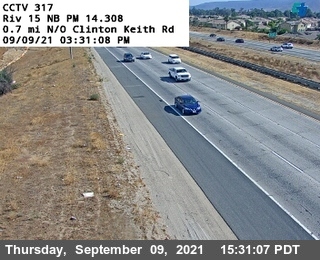 CCTV 317
Riv 15 NB PM 14.308
0.7 mi N/O Clinton Keith Rd
09/09/21 03:31:08 PM
Thursday, September 09, 2021 15:31:07 PDT